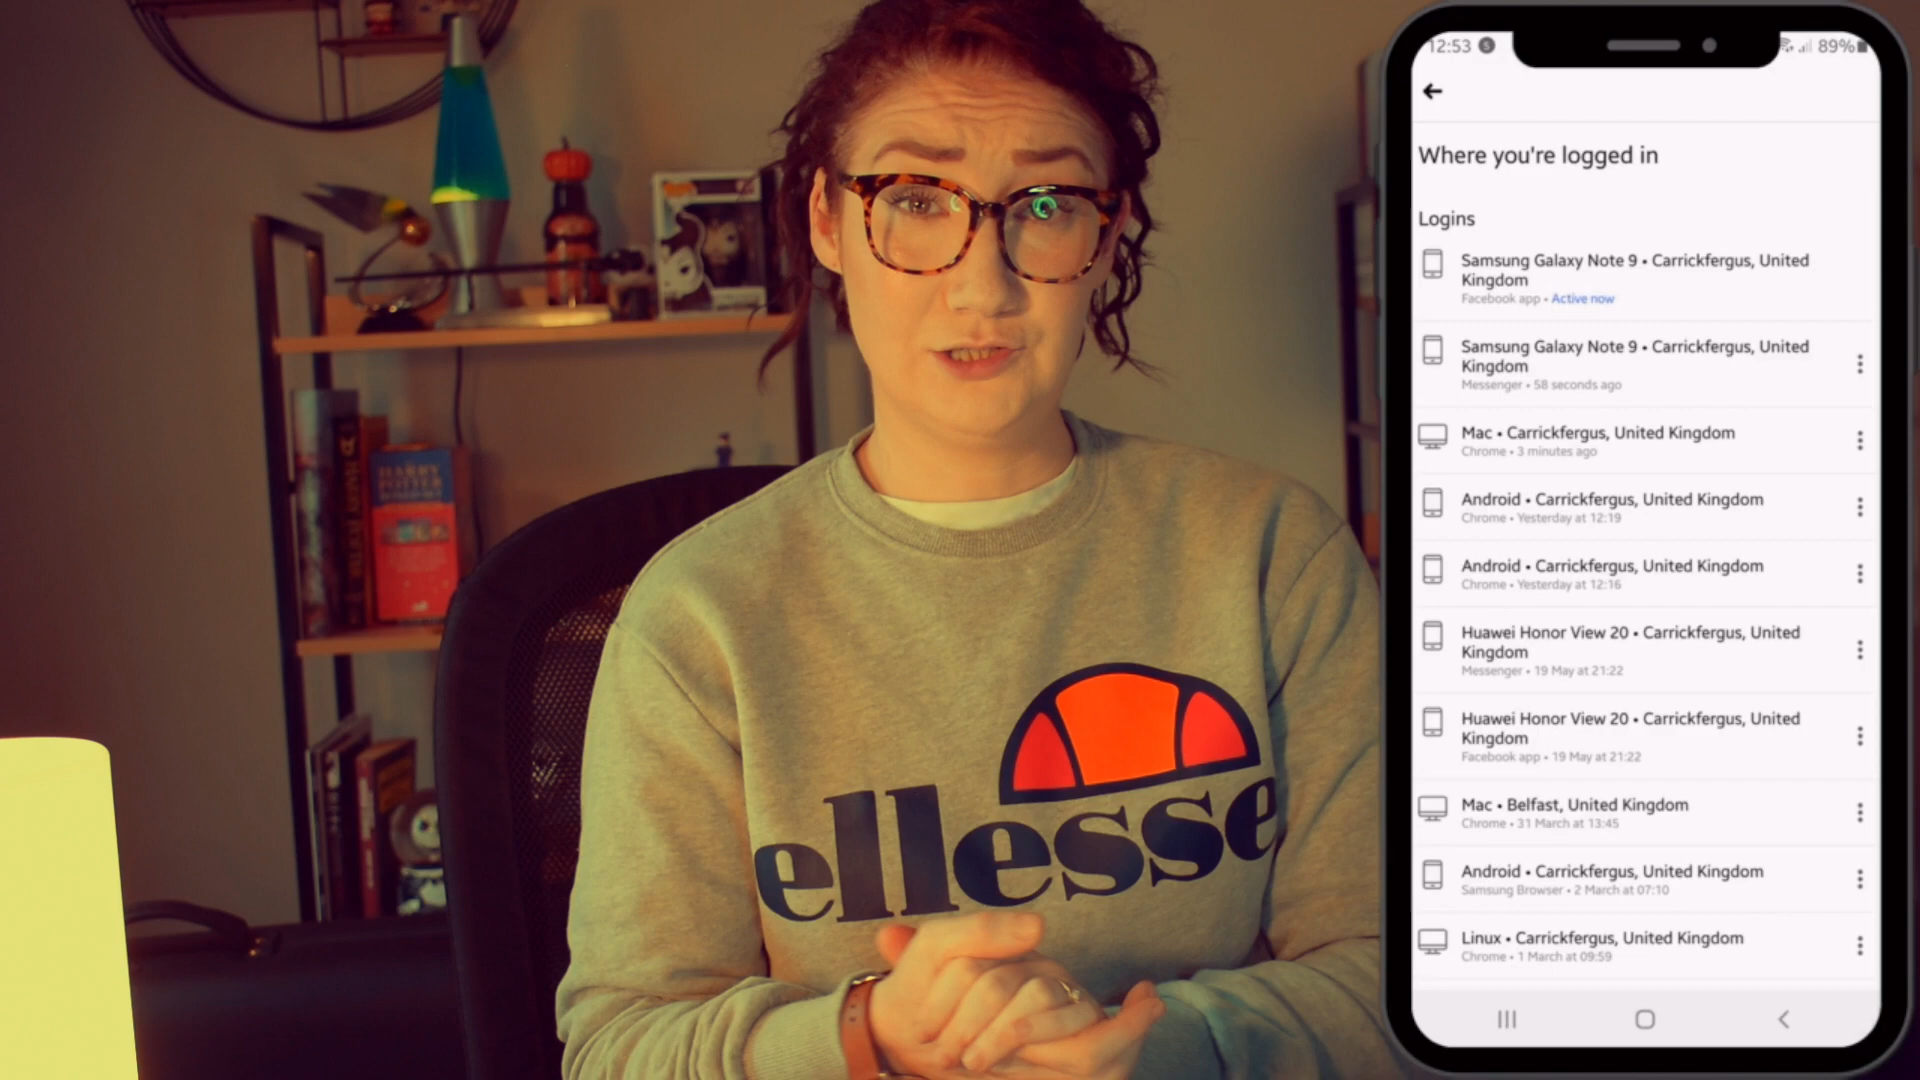 HARRY
POTTER
ellesse
12:53
89%
Where you're logged in
Logins
Samsung Galaxy Note 9 • Carrickfergus, United
Kingdom
Facebook app • Active now
Samsung Galaxy Note 9 • Carrickfergus, United
Kingdom
Messenger • 58 seconds ago
Mac • Carrickfergus, United Kingdom
Chrome • 3 minutes ago
Android • Carrickfergus, United Kingdom
Chrome • Yesterday at 12:19
Android • Carrickfergus, United Kingdom
Chrome • Yesterday at 12:16
Huawei Honor View 20 • Carrickfergus, United
Kingdom
Messenger • 19 May at 21:22
Huawei Honor View 20 • Carrickfergus, United
Kingdom
Facebook app • 19 May at 21:22
Mac • Belfast, United Kingdom
Chrome • 31 March at 13:45
Android • Carrickfergus, United Kingdom
Samsung Browser • 2 March at 07:10
Linux • Carrickfergus, United Kingdom
Chrome • 1 March at 09:59